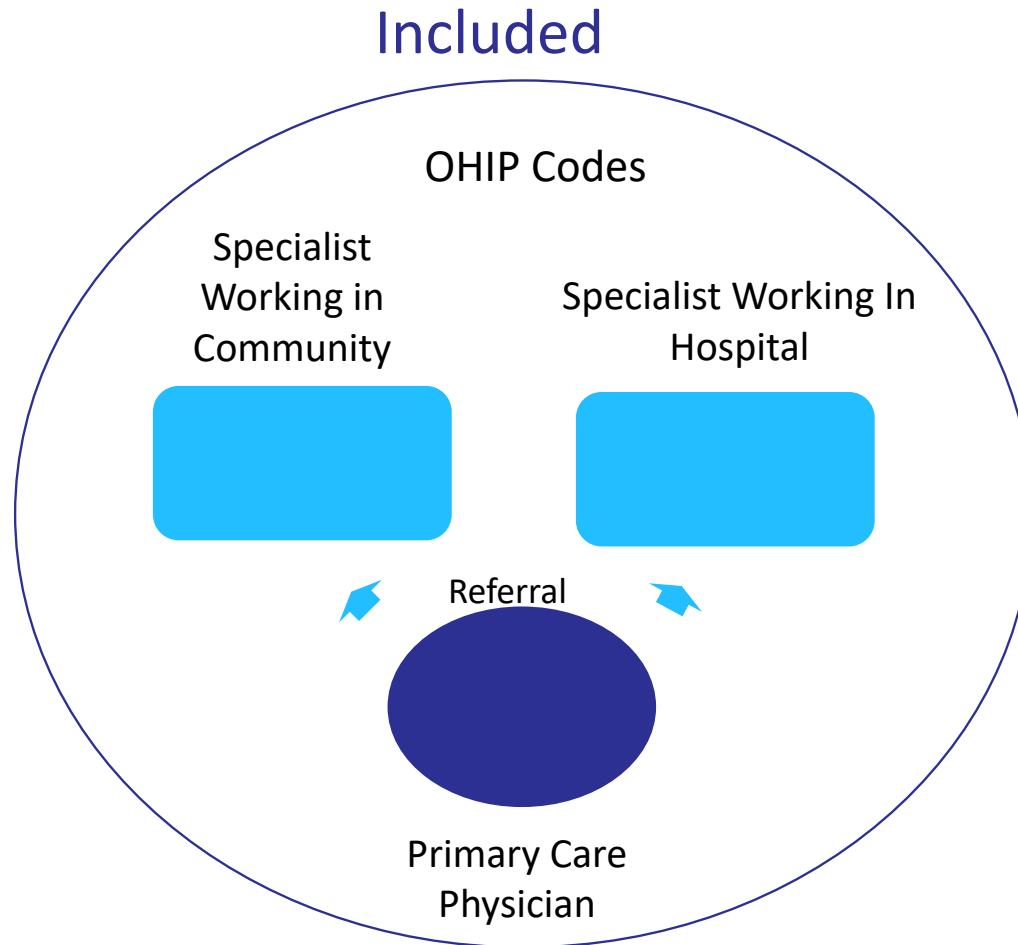 Included
OHIP Codes
Specialist
Working in
Community
Specialist Working In
Hospital
Referral
Primary Care
Physician